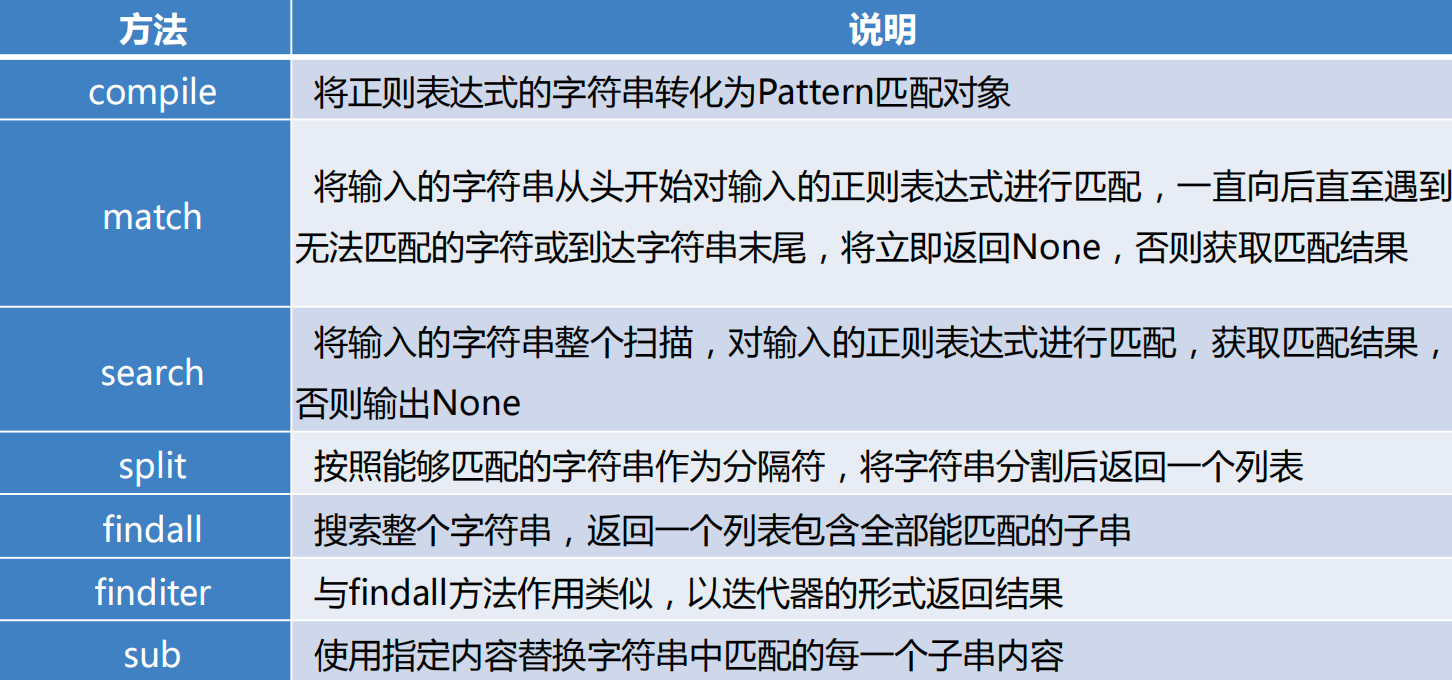 方法 说明
compile 将正则表达式的字符串转化为Pattern匹配对象
match 将输入的字符串从头开始对输入的正则表达式进行匹配，一直向后直至遇到
无法匹配的字符或到达字符串末尾，将立即返回None，否则获取匹配结果
search 将输入的字符串整个扫描，对输入的正则表达式进行匹配，获取匹配结果，
否则输出None
split 按照能够匹配的字符串作为分隔符，将字符串分割后返回一个列表
findall 搜索整个字符串，返回一个列表包含全部能匹配的子串
finditer 与findall方法作用类似，以迭代器的形式返回结果
sub 使用指定内容替换字符串中匹配的每一个子串内容